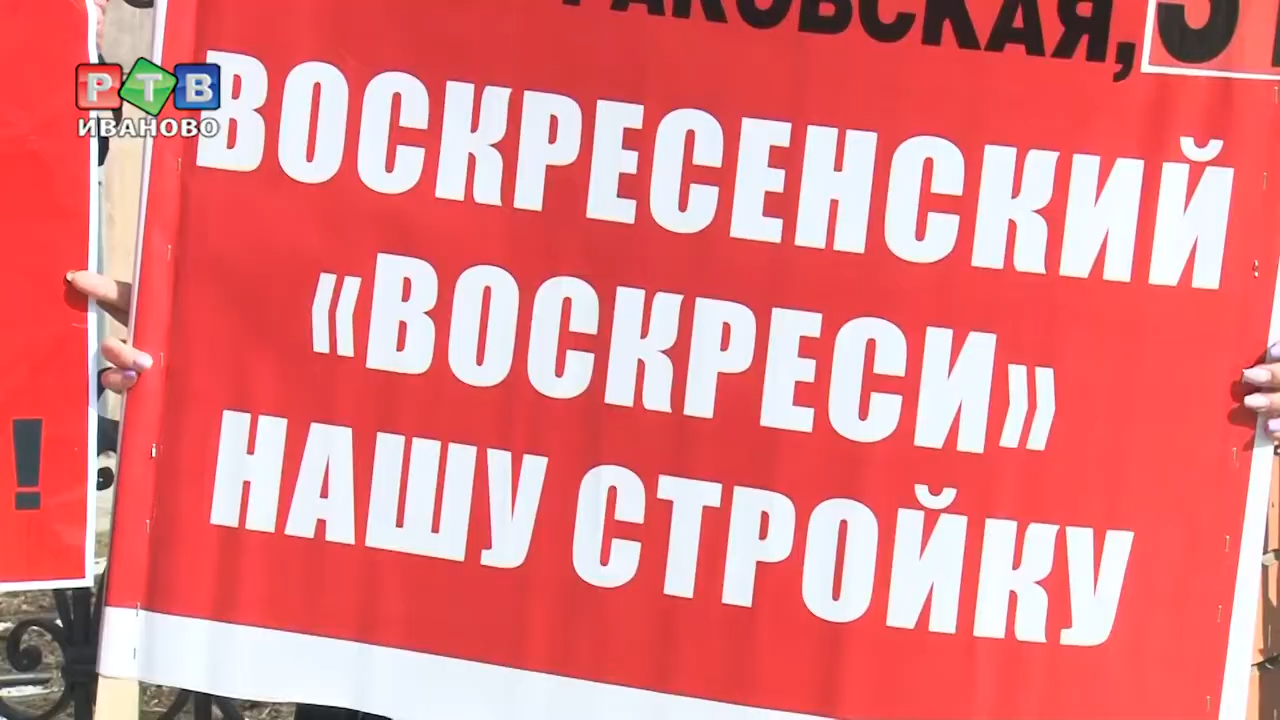 РТВ
ИВАНОВО
ВОСКРЕСЕНСКИЙ
«ВОСКРЕСИ»
НАШУ СТРОЙКУ
!